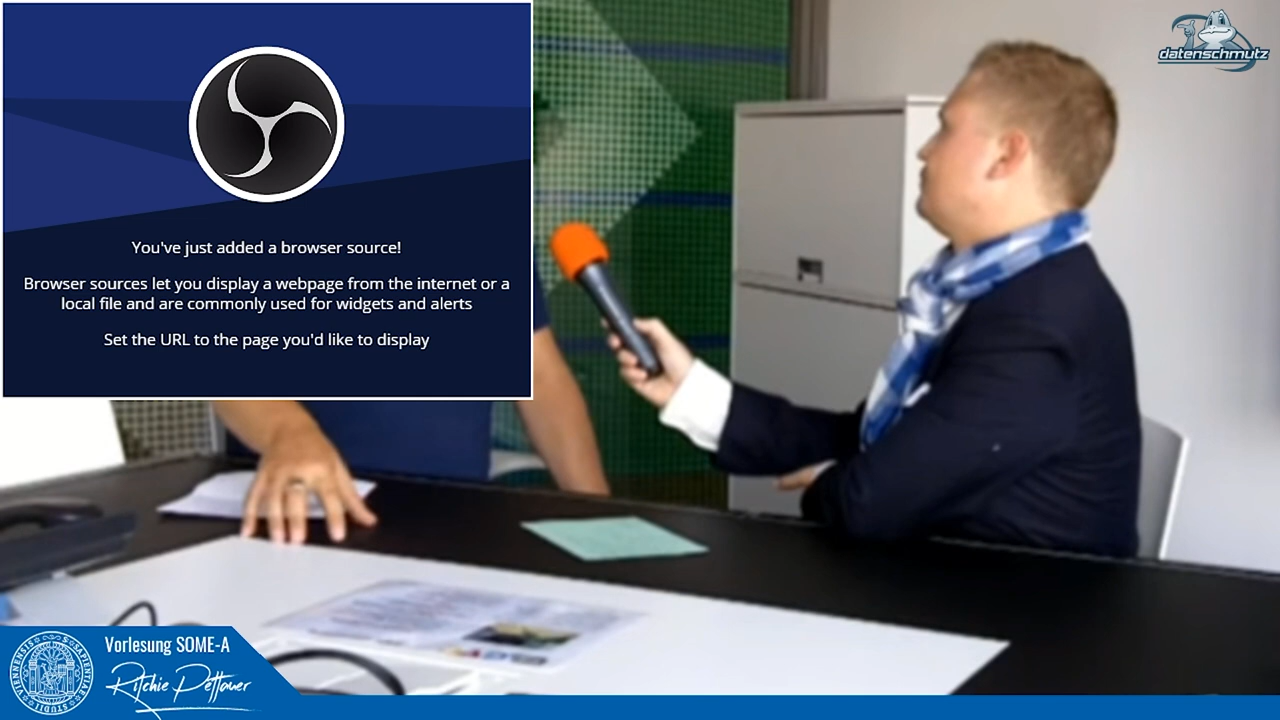 You've just added a browser source!
Browser sources let you display a webpage from the internet or a
local file and are commonly used for widgets and alerts
Set the URL to the page you'd like to display
datenschmutz
Vorlesung SOME-A
Ritchie Pettauer